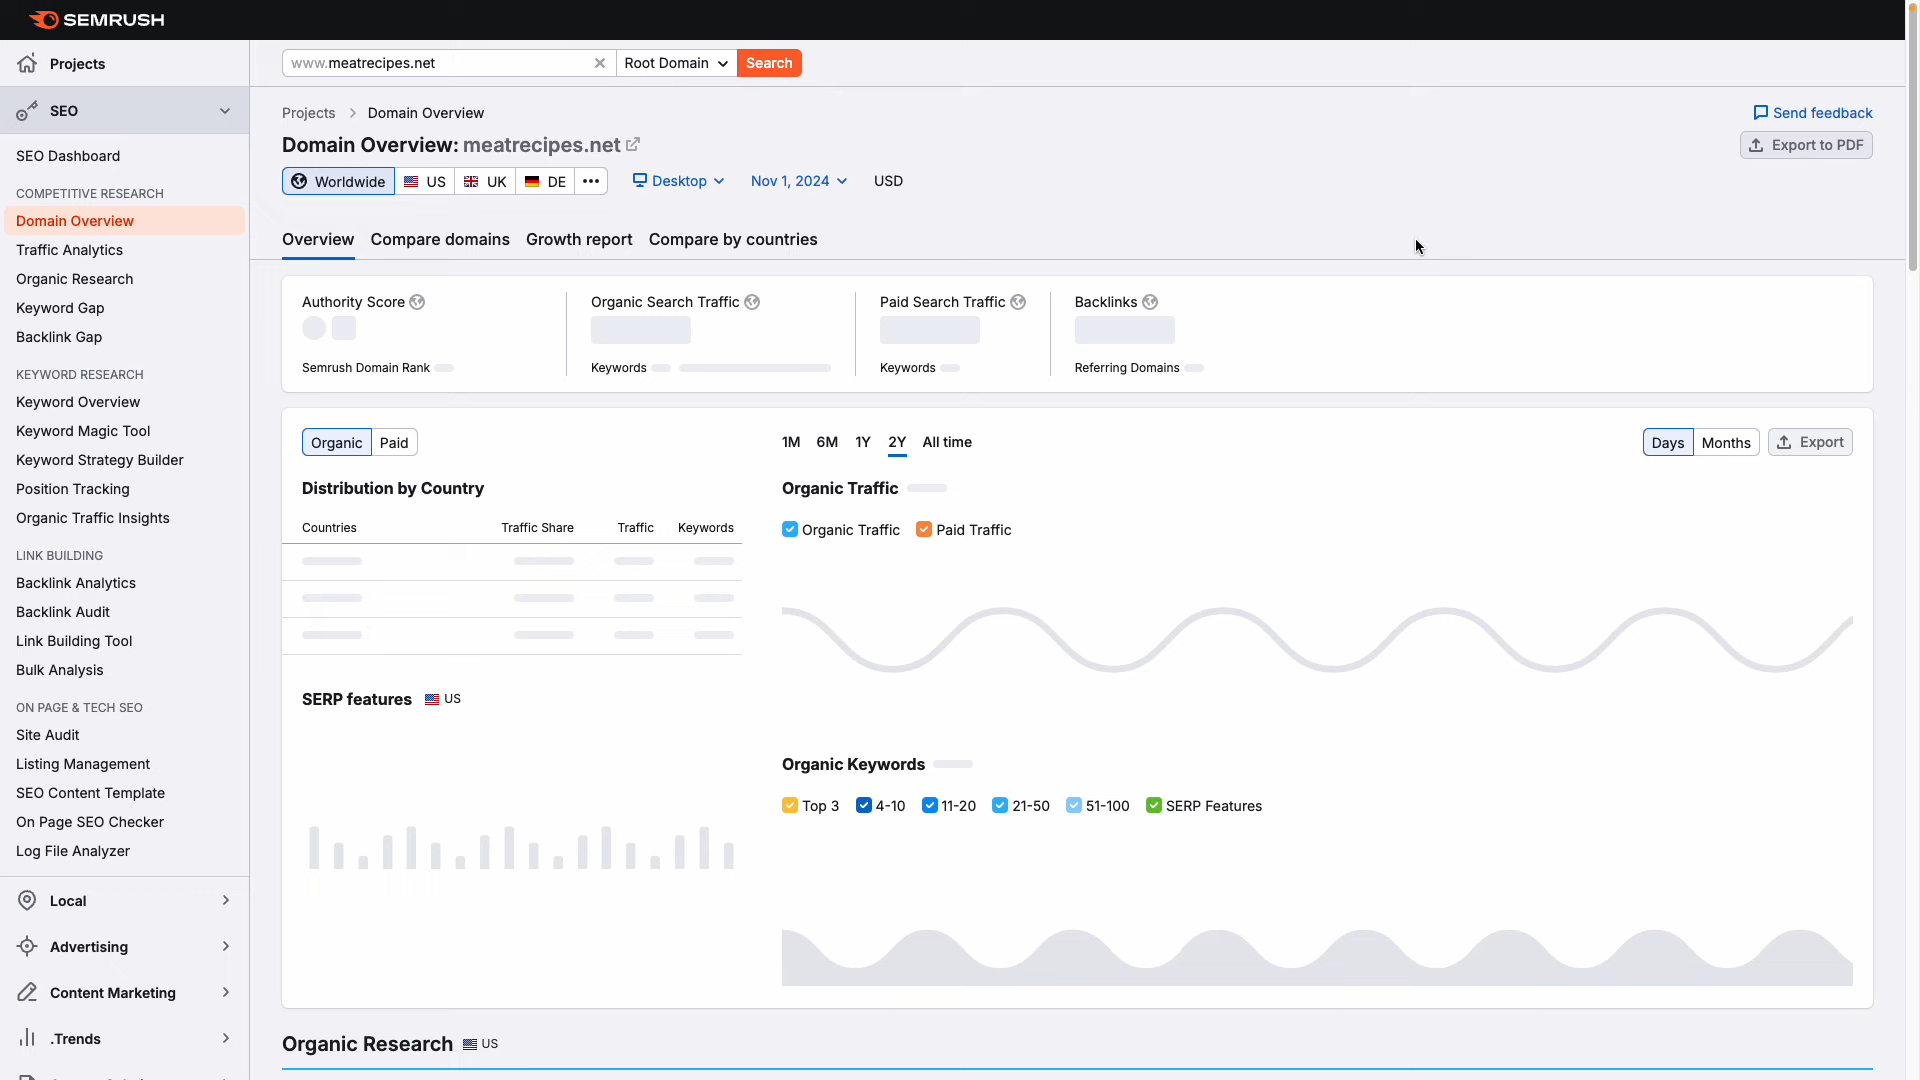 SEMRUSH
Projects
www.meatrecipes.net
Root Domain
Search
SEO
SEO Dashboard
COMPETITIVE RESEARCH
Domain Overview
Traffic Analytics
Organic Research
Keyword Gap
Backlink Gap
KEYWORD RESEARCH
Keyword Overview
Keyword Magic Tool
Keyword Strategy Builder
Position Tracking
Organic Traffic Insights
LINK BUILDING
Backlink Analytics
Backlink Audit
Link Building Tool
Bulk Analysis
ON PAGE & TECH SEO
Site Audit
Listing Management
SEO Content Template
On Page SEO Checker
Log File Analyzer
Local
Advertising
Content Marketing
.Trends
Projects > Domain Overview
Send feedback
Domain Overview: meatrecipes.net
Export to PDF
Worldwide US UK DE ••• Desktop Nov 1, 2024 USD
Overview Compare domains Growth report Compare by countries
Authority Score
Semrush Domain Rank
Organic Search Traffic
Keywords
Paid Search Traffic
Keywords
Backlinks
Referring Domains
Organic Paid
Distribution by Country
Countries Traffic Share Traffic Keywords
SERP features US
1M 6M 1Y 2Y All time
Days Months Export
Organic Traffic
Organic Traffic Paid Traffic
Organic Keywords
Top 3 4-10 11-20 21-50 51-100 SERP Features
Organic Research US